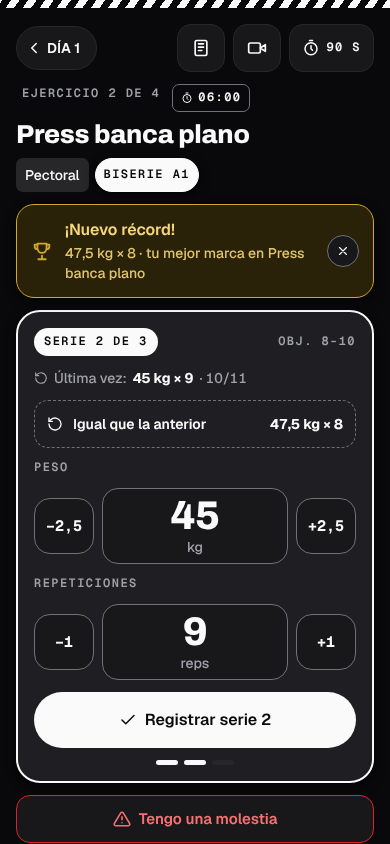 DÍA 1
90 S
EJERCICIO 2 DE 4
06:00
Press banca plano
Pectoral
BISERIE A1
¡Nuevo récord!
47,5 kg × 8 · tu mejor marca en Press
banca plano
SERIE 2 DE 3
OBJ. 8-10
Última vez: 45 kg × 9 · 10/11
Igual que la anterior
47,5 kg × 8
PESO
−2,5
45
kg
+2,5
REPETICIONES
−1
9
reps
+1
Registrar serie 2
Tengo una molestia